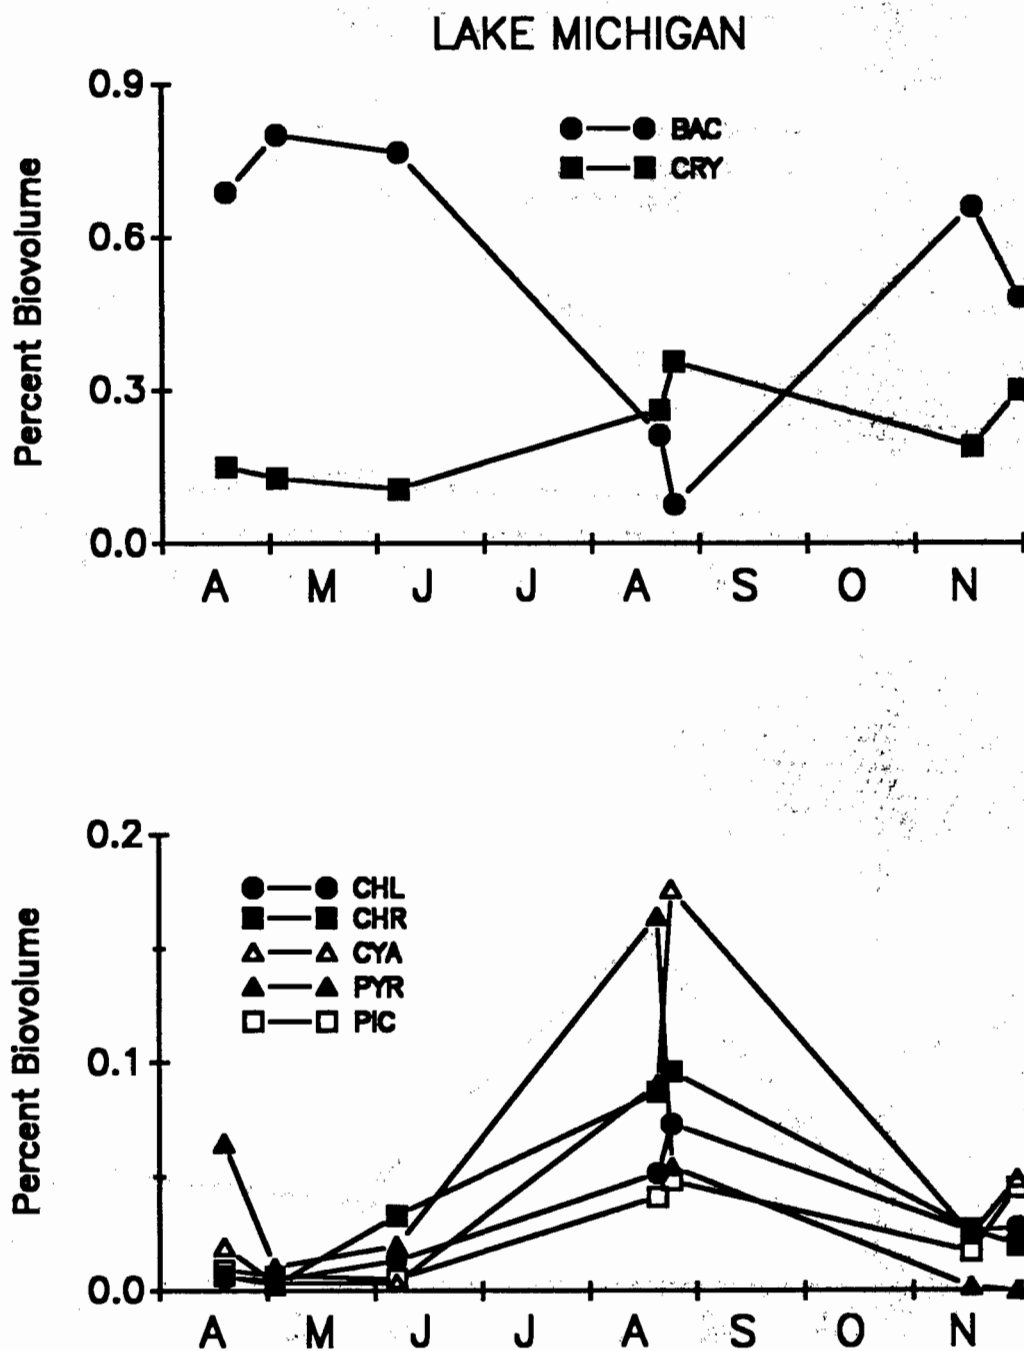 LAKE MICHIGAN
0.9
BAC
CRY
0.6
Percent Biovolume
0.3
0.0
A M J J A S O N
0.2
CHL
CHR
CYA
PYR
PIC
Percent Biovolume
0.1
0.0
A M J J A S O N